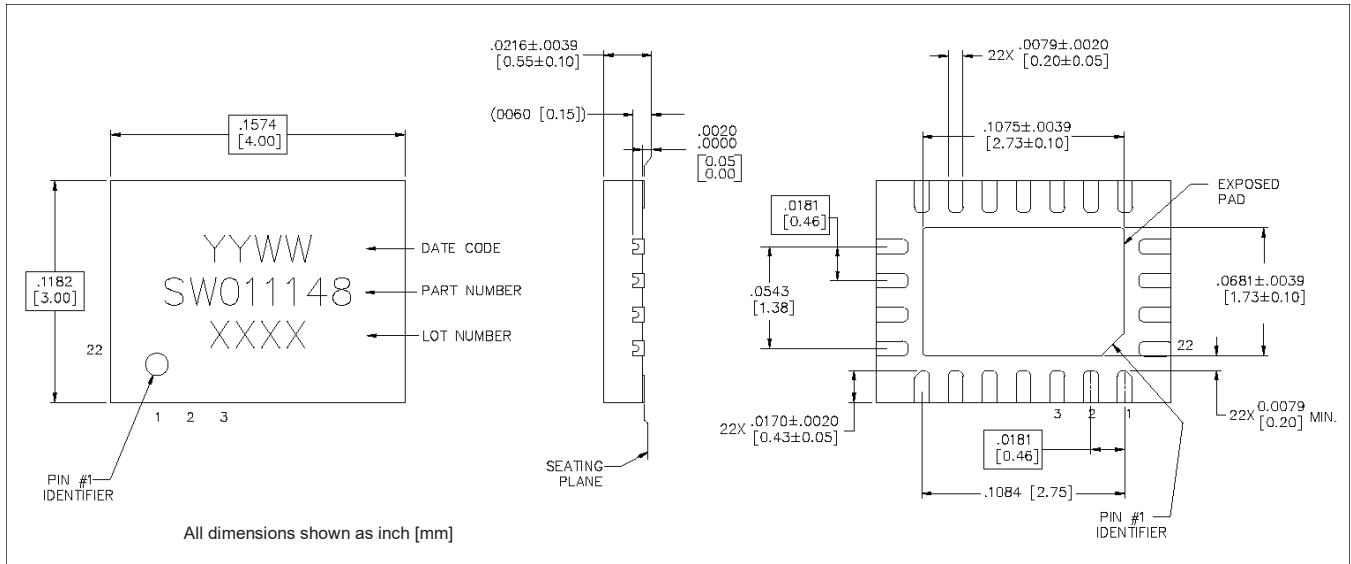 .1574
[4.00]
.1182
[3.00]
YYWW
SW011148
XXXX
DATE CODE
PART NUMBER
LOT NUMBER
22
1 2 3
PIN #1
IDENTIFIER
All dimensions shown as inch [mm]
.0216±.0039
[0.55±0.10]
(0060 [0.15])
.0020
.0000
[0.05
0.00]
SEATING
PLANE
22X .0079±.0020
[0.20±0.05]
.1075±.0039
[2.73±0.10]
EXPOSED
PAD
.0181
[0.46]
.0543
[1.38]
.0681±.0039
[1.73±0.10]
22
3 2 1
22X .0170±.0020
[0.43±0.05]
.0181
[0.46]
22X 0.0079 MIN.
[0.20]
.1084 [2.75]
PIN #1
IDENTIFIER